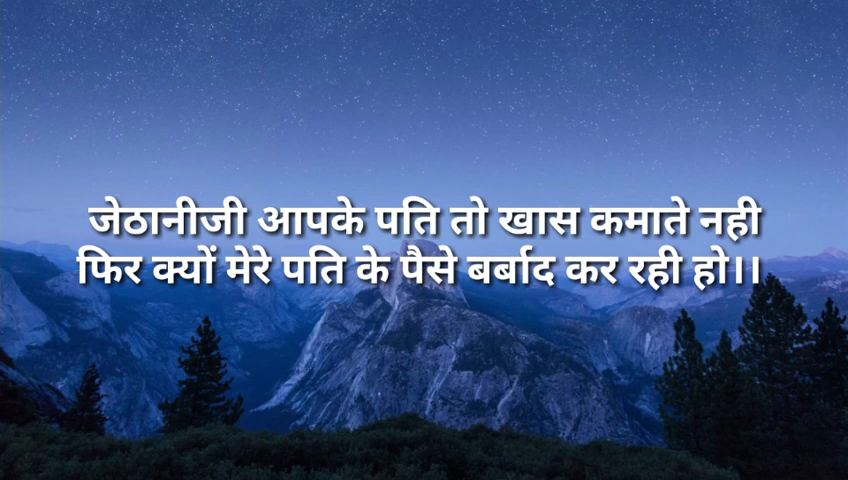 जेठानीजी आपके पति तो खास कमाते नही
फिर क्यों मेरे पति के पैसे बर्बाद कर रही हो।।